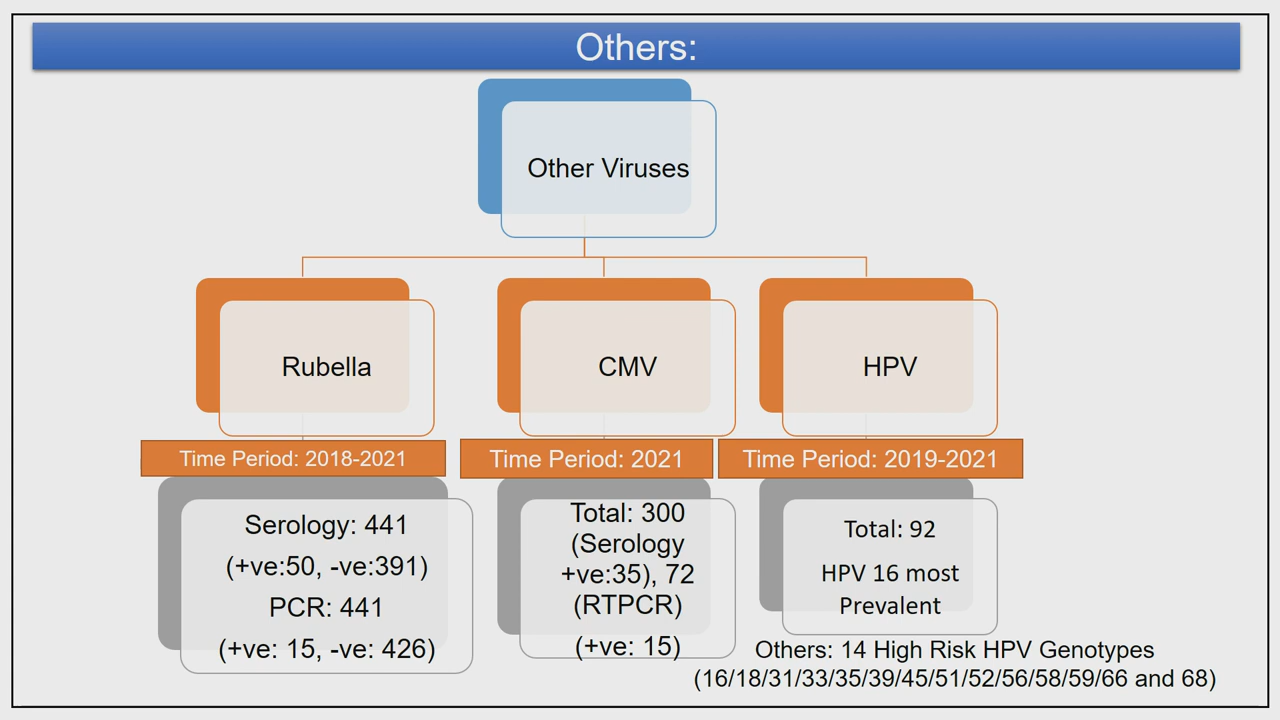 Others:
Other Viruses
Rubella
CMV
HPV
Time Period: 2018-2021
Time Period: 2021
Time Period: 2019-2021
Serology: 441
(+ve:50, -ve:391)
PCR: 441
(+ve: 15, -ve: 426)
Total: 300
(Serology
+ve:35), 72
(RTPCR)
(+ve: 15)
Total: 92
HPV 16 most
Prevalent
Others: 14 High Risk HPV Genotypes
(16/18/31/33/35/39/45/51/52/56/58/59/66 and 68)